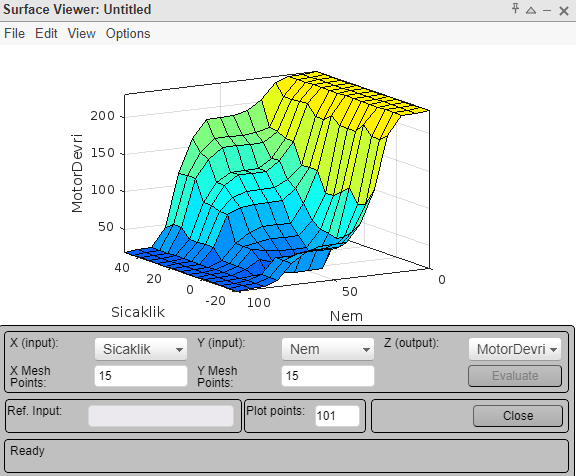 Surface Viewer: Untitled
File Edit View Options
MotorDevri
200
150
100
50
40
20
0
-20
Sicaklik
100
50
0
Nem
X (input): Sicaklik Y (input): Nem Z (output): MotorDevri
X Mesh Points: 15 Y Mesh Points: 15 Evaluate
Ref. Input: Plot points: 101 Close
Ready